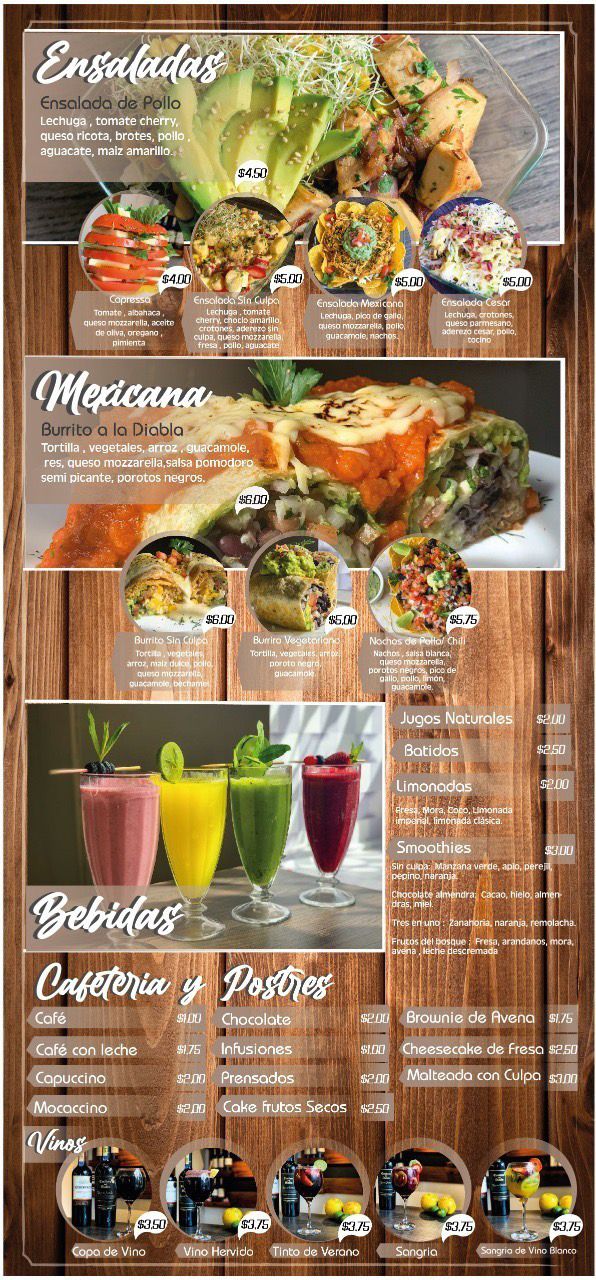 Ensaladas
Ensalada de Pollo
Lechuga , tomate cherry,
queso ricota, brotes, pollo ,
aguacate, maiz amarillo.
$4.50
$4.00
$5.00
$5.00
$5.00
Capressa
Tomate , albahaca ,
queso mozzarella, aceite
de oliva, oregano ,
pimienta
Ensalada Sin Culpa
Lechuga , tomate
cherry, choclo amarillo,
crotones, aderezo sin
culpa, queso mozzarella,
fresa , pollo, aguacate
Ensalada Mexicana
Lechuga, pico de gallo,
queso mozzarella, pollo,
guacamole, nachos.
Ensalada Cesar
Lechuga, crotones,
queso parmesano,
aderezo cesar, pollo,
tocino
Mexicana
Burrito a la Diabla
Tortilla , vegetales, arroz , guacamole,
res, queso mozzarella,salsa pomodoro
semi picante, porotos negros.
$6.00
$6.00
$5.00
$5.75
Burrito Sin Culpa
Tortilla , vegetales,
arroz, maiz dulce, pollo,
queso mozzarella,
guacamole, bechamel.
Burriro Vegetariano
Tortilla, vegetales, arroz,
poroto negro,
guacamole.
Nachos de Pollo/ Chili
Nachos , salsa blanca,
queso mozzarella,
porotos negros, pico de
gallo, pollo, limón,
guacamole.
Bebidas
Jugos Naturales $2.00
Batidos $2.50
Limonadas $2.00
Fresa, Mora, Coco, Limonada
imperial, limonada clásica.
Smoothies $3.00
Sin culpa: Manzana verde, apio, perejil,
pepino, naranja.
Chocolate almendra: Cacao, hielo, almen-
dras, miel.
Tres en uno : Zanahoria, naranja, remolacha.
Frutos del bosque : Fresa, arandanos, mora,
avena , leche descremada
Cafeteria y Postres
Café $1.00
Café con leche $1.75
Capuccino $2.00
Mocaccino $2.00
Chocolate $2.00
Infusiones $1.00
Prensados $2.00
Cake frutos Secos $2.50
Brownie de Avena $1.75
Cheesecake de Fresa $2.50
Malteada con Culpa $3.00
Vinos
$3.50
$3.75
$3.75
$3.75
$3.75
Copa de Vino
Vino Hervido
Tinto de Verano
Sangria
Sangria de Vino Blanco